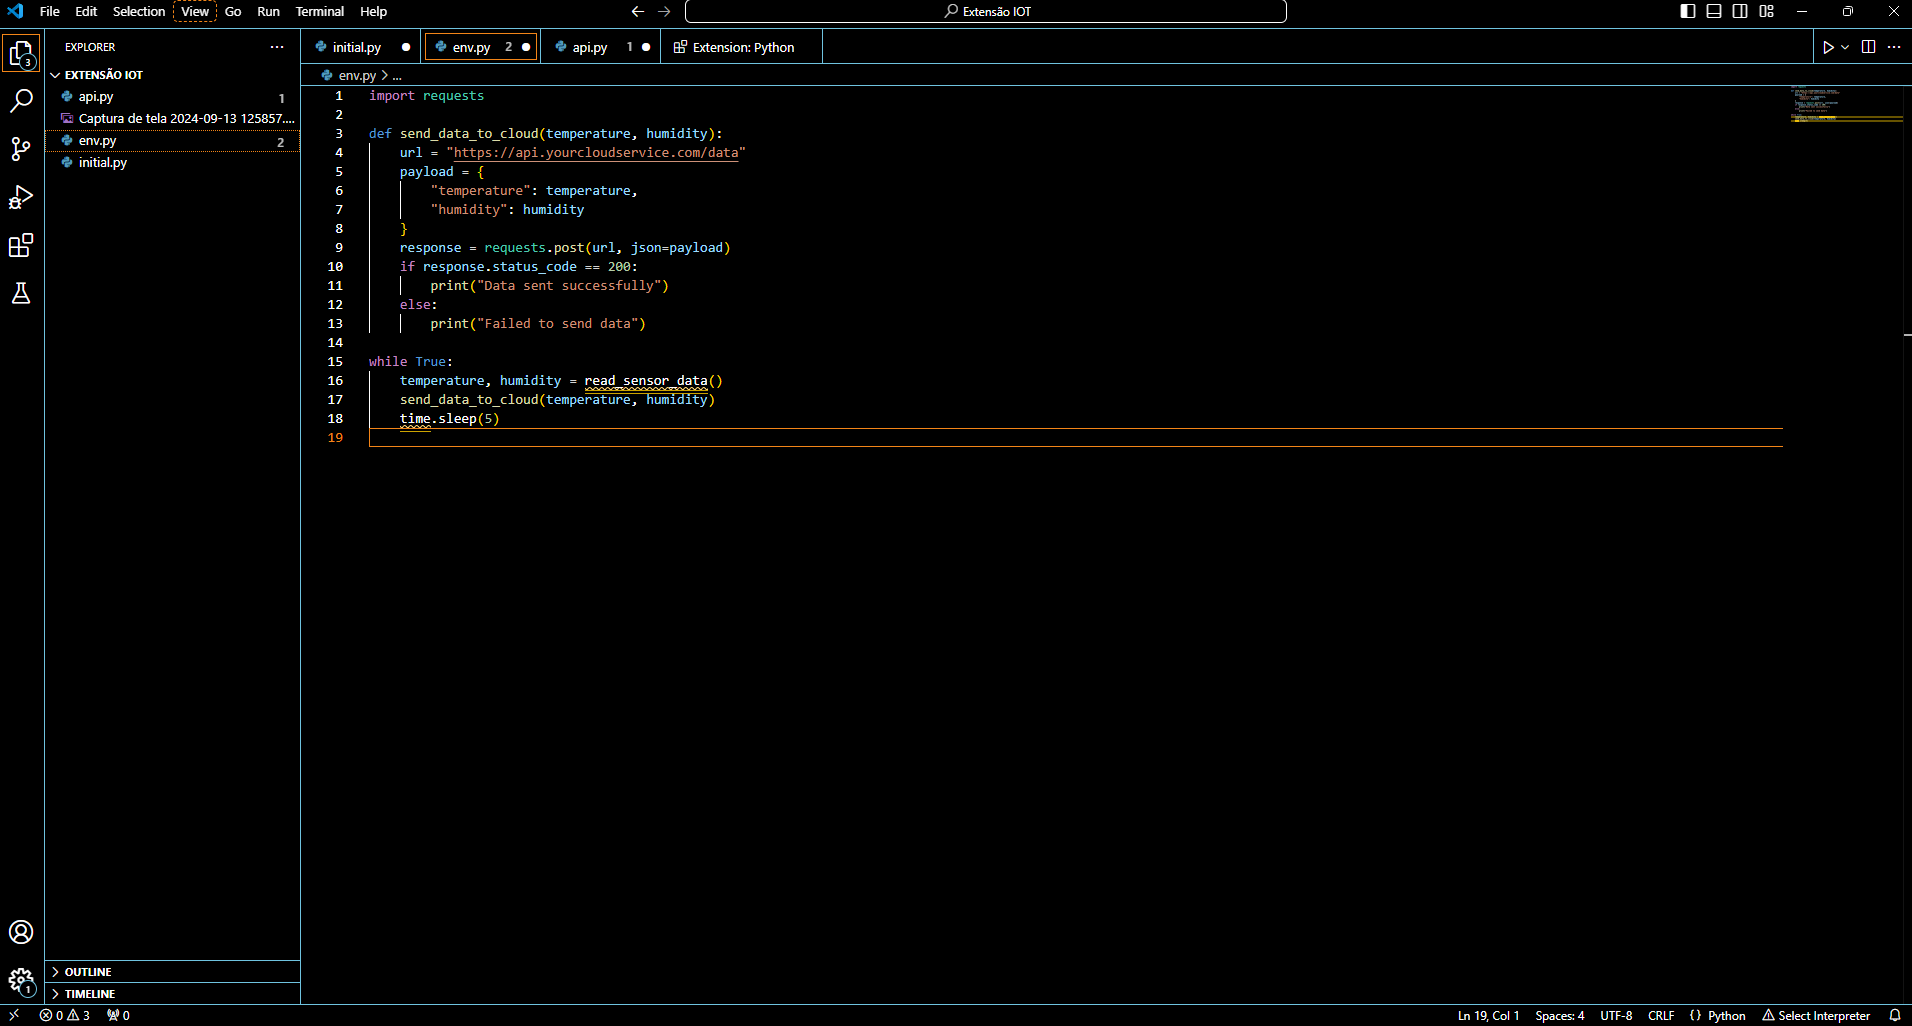 File Edit Selection View Go Run Terminal Help
Extensão IOT
EXPLORER
initial.py
env.py 2
api.py 1
Extension: Python
EXTENSÃO IOT
api.py 1
Captura de tela 2024-09-13 125857....
env.py 2
initial.py
env.py > ...
1 import requests
2
3 def send_data_to_cloud(temperature, humidity):
4 url = "https://api.yourcloudservice.com/data"
5 payload = {
6 "temperature": temperature,
7 "humidity": humidity
8 }
9 response = requests.post(url, json=payload)
10 if response.status_code == 200:
11 print("Data sent successfully")
12 else:
13 print("Failed to send data")
14
15 while True:
16 temperature, humidity = read_sensor_data()
17 send_data_to_cloud(temperature, humidity)
18 time.sleep(5)
19
3
1
OUTLINE
TIMELINE
0 3 0
Ln 19, Col 1 Spaces: 4 UTF-8 CRLF {} Python Select Interpreter